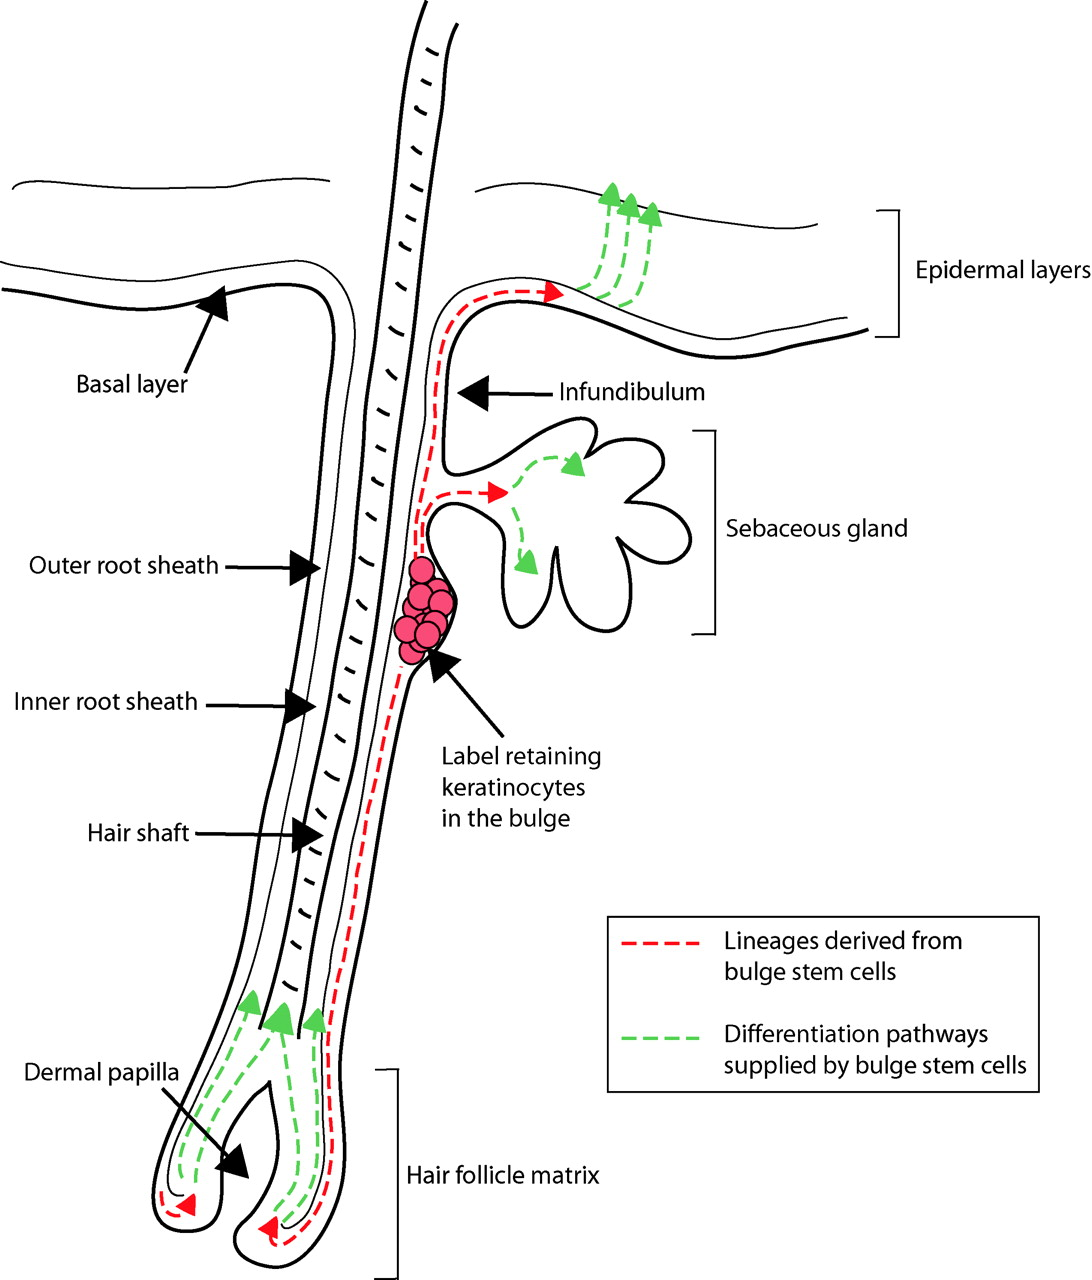 Epidermal layers
Basal layer
Infundibulum
Sebaceous gland
Outer root sheath
Inner root sheath
Label retaining
keratinocytes
in the bulge
Hair shaft
Lineages derived from
bulge stem cells
Differentiation pathways
supplied by bulge stem cells
Dermal papilla
Hair follicle matrix